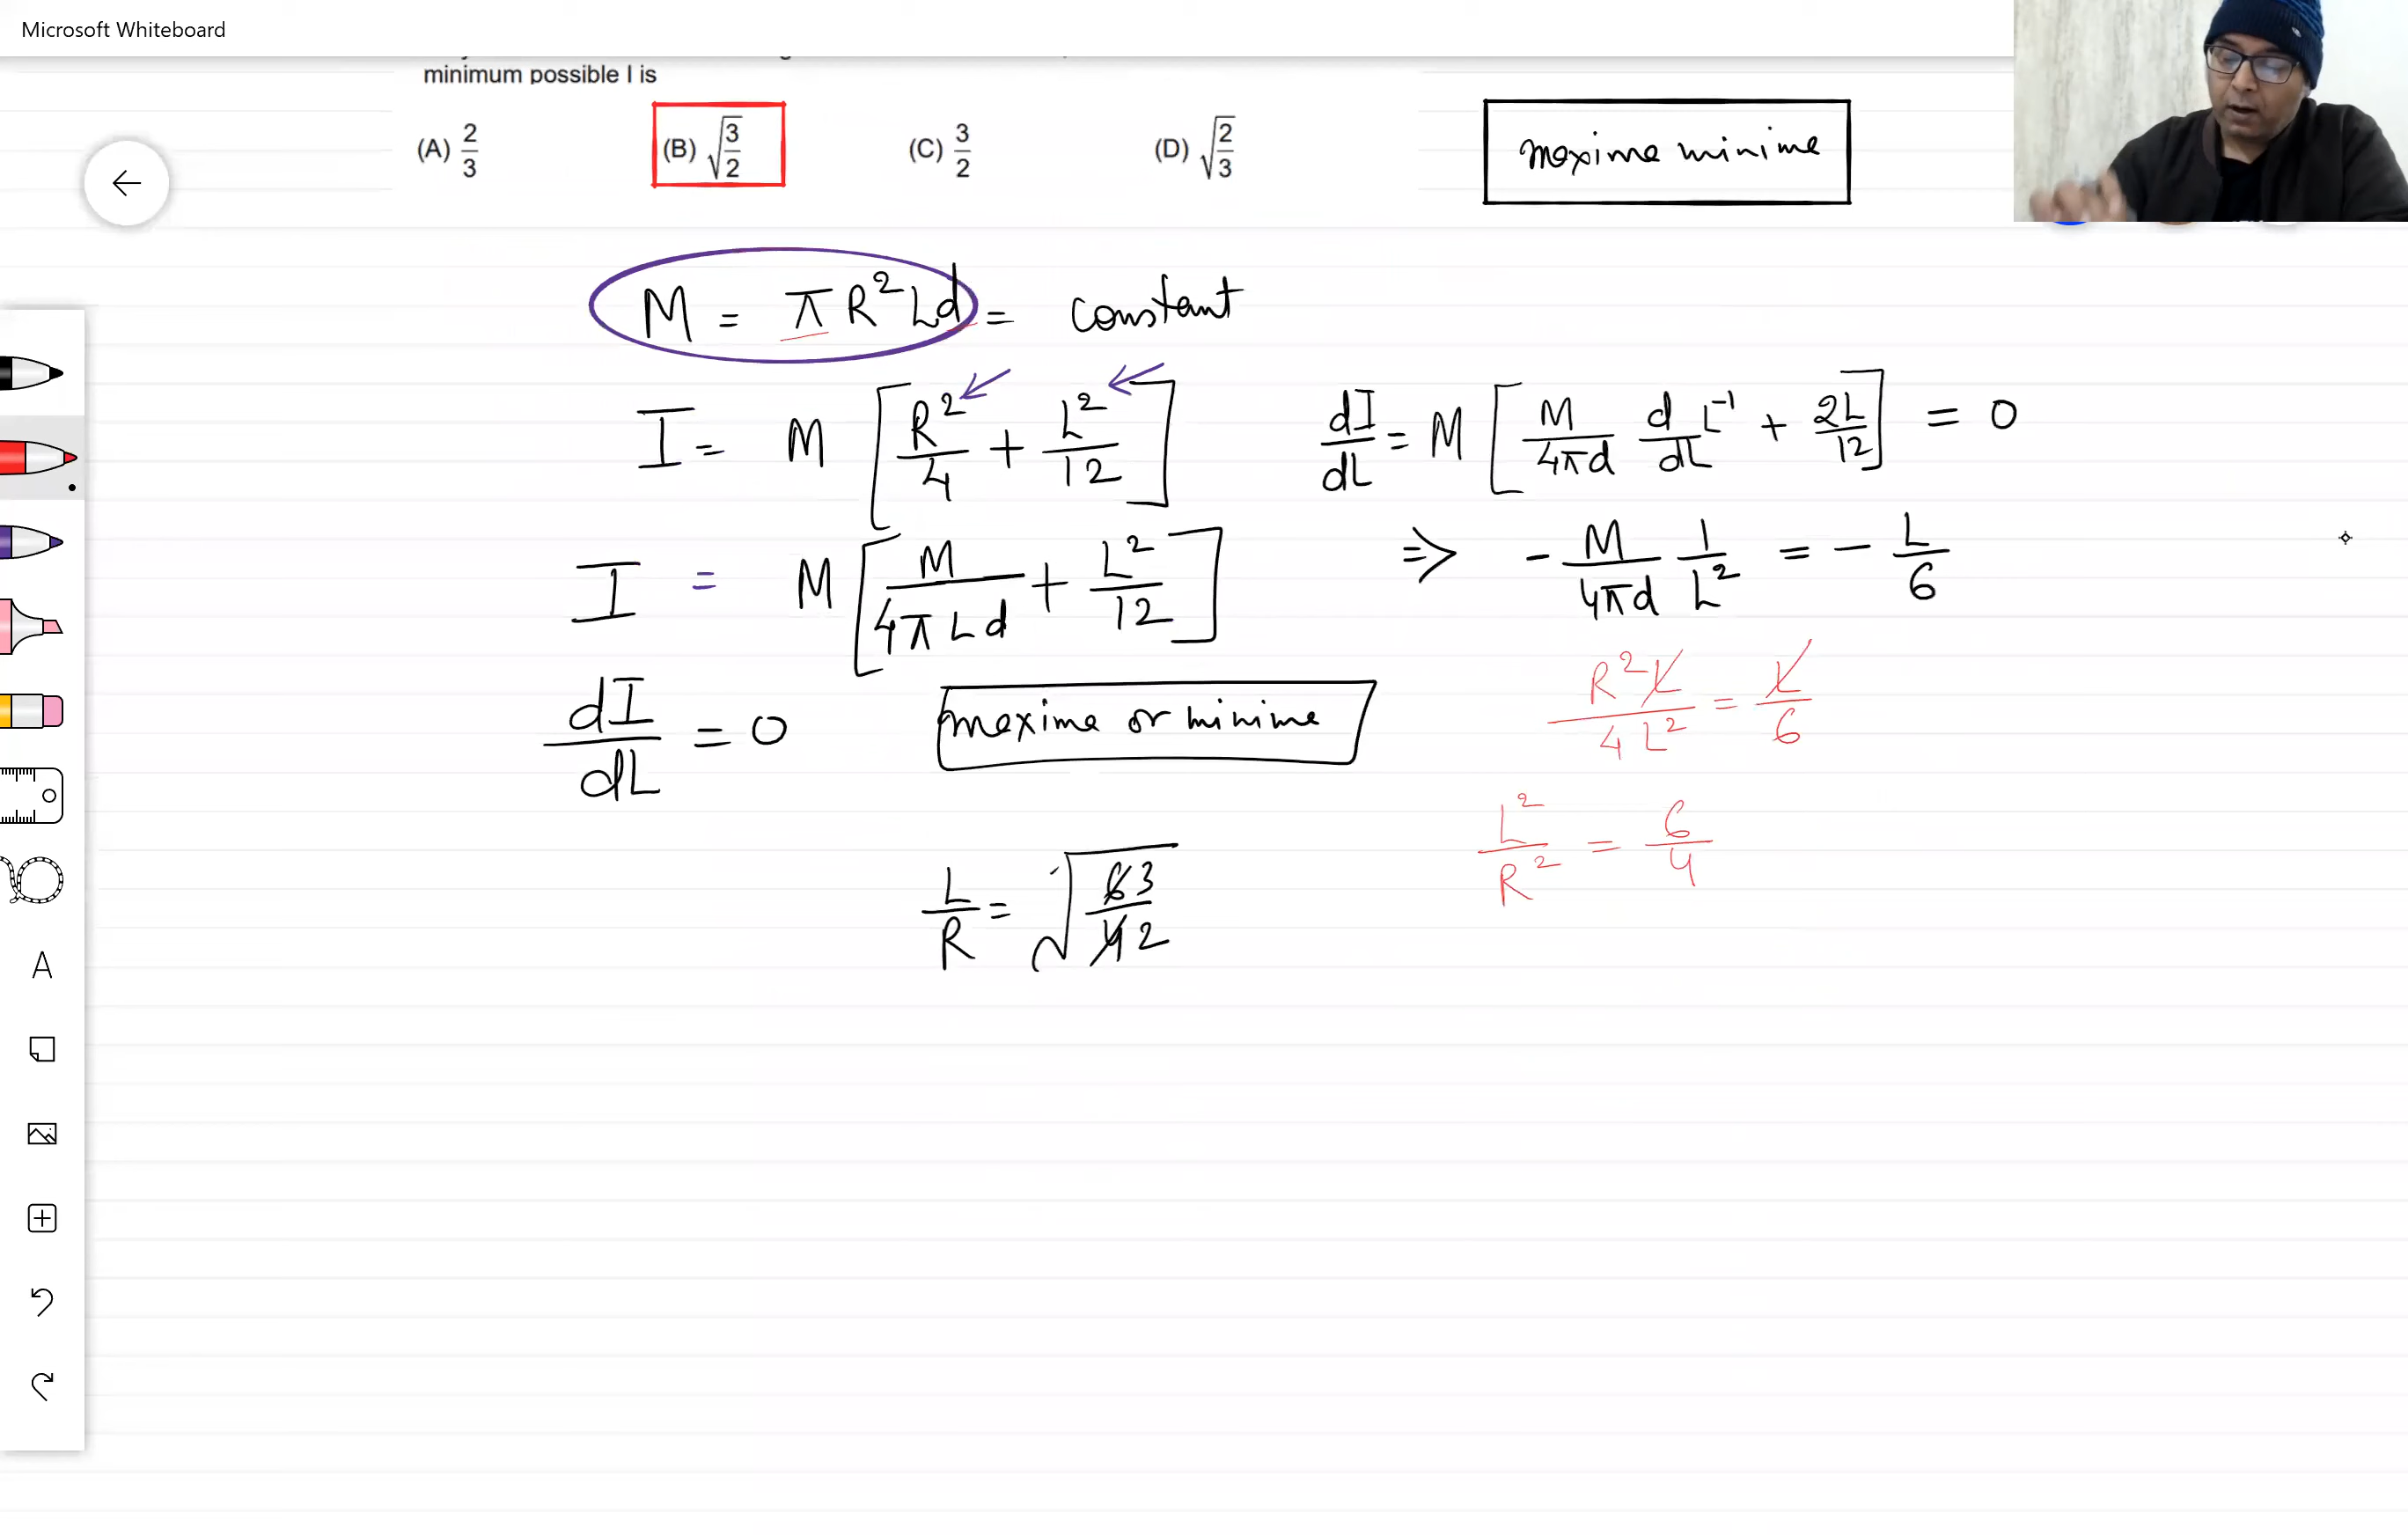 Microsoft Whiteboard
minimum possible I is
(A) 2/3 (B) √(3/2) (C) 3/2 (D) √(2/3)
maxima minima
M = πR²Ld = constant
I = M [R²/4 + L²/12]
I = M [M/4πLd + L²/12]
dI/dL = 0 maxima or minima
L/R = √(6̸3/4̸2)
dI/dL = M [M/4πd d/dL L⁻¹ + 2L/12] = 0
⇒ - M/4πd 1/L² = - L/6
R²L̸/4L² = L̸/6
L²/R² = 6/4
A